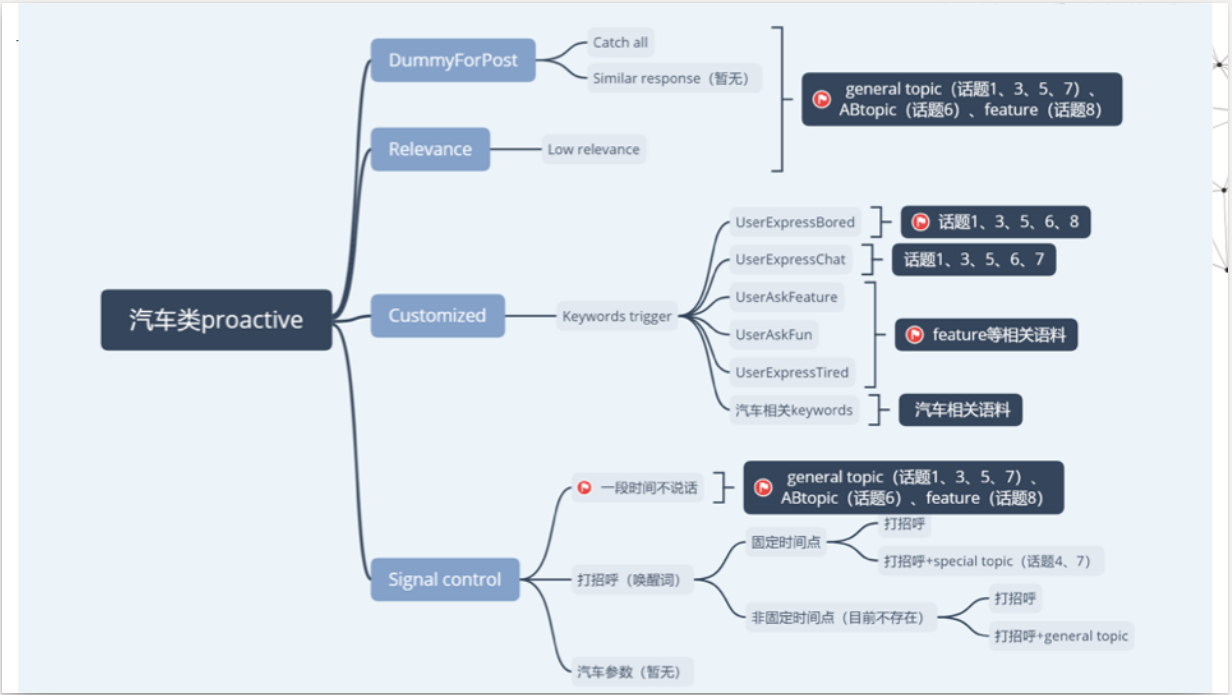 汽车类proactive
DummyForPost
Catch all
Similar response（暂无）
Relevance
Low relevance
general topic（话题1、3、5、7）、
ABtopic（话题6）、feature（话题8）
Customized
Keywords trigger
UserExpressBored
话题1、3、5、6、8
UserExpressChat
话题1、3、5、6、7
UserAskFeature
UserAskFun
UserExpressTired
feature等相关语料
汽车相关keywords
汽车相关语料
Signal control
一段时间不说话
general topic（话题1、3、5、7）、
ABtopic（话题6）、feature（话题8）
打招呼（唤醒词）
固定时间点
打招呼
打招呼+special topic（话题4、7）
非固定时间点（目前不存在）
打招呼
打招呼+general topic
汽车参数（暂无）